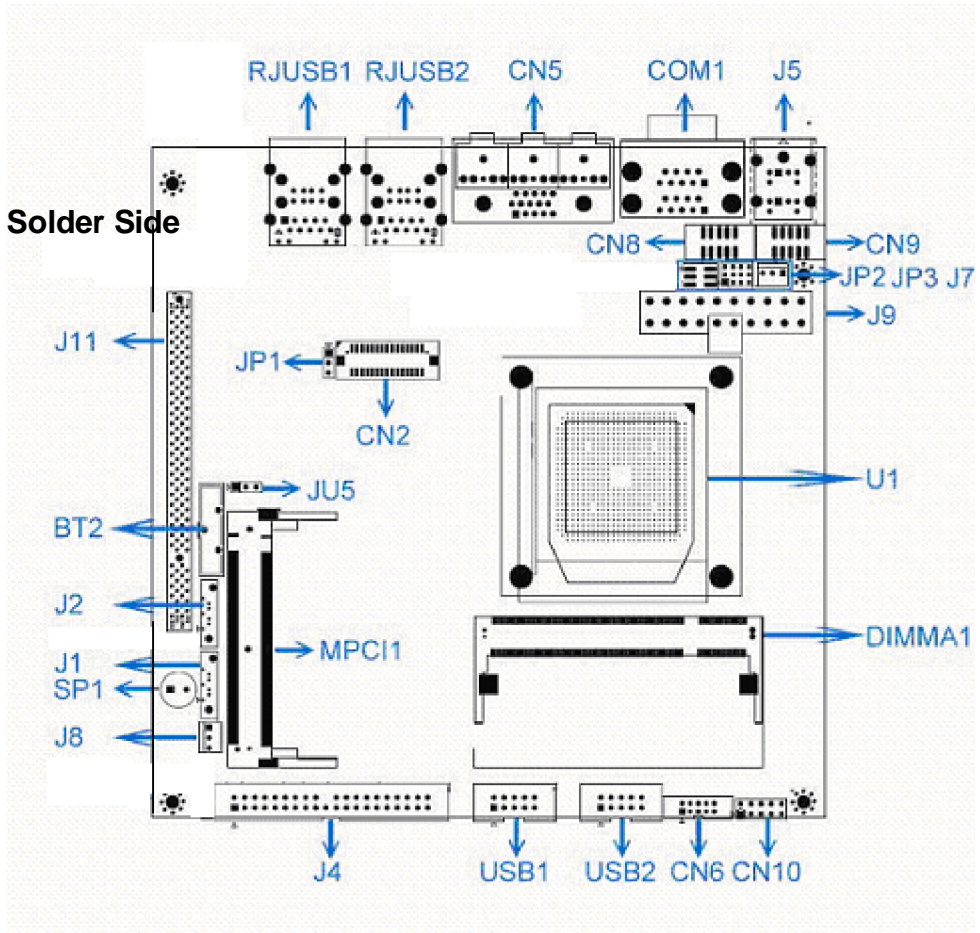 RJUSB1 RJUSB2 CN5 COM1 J5
Solder Side
CN8 CN9
JP2 JP3 J7
J11 J9
JP1
CN2
JU5 U1
BT2
J2
MPCI1 DIMMA1
J1
SP1
J8
J4 USB1 USB2 CN6 CN10